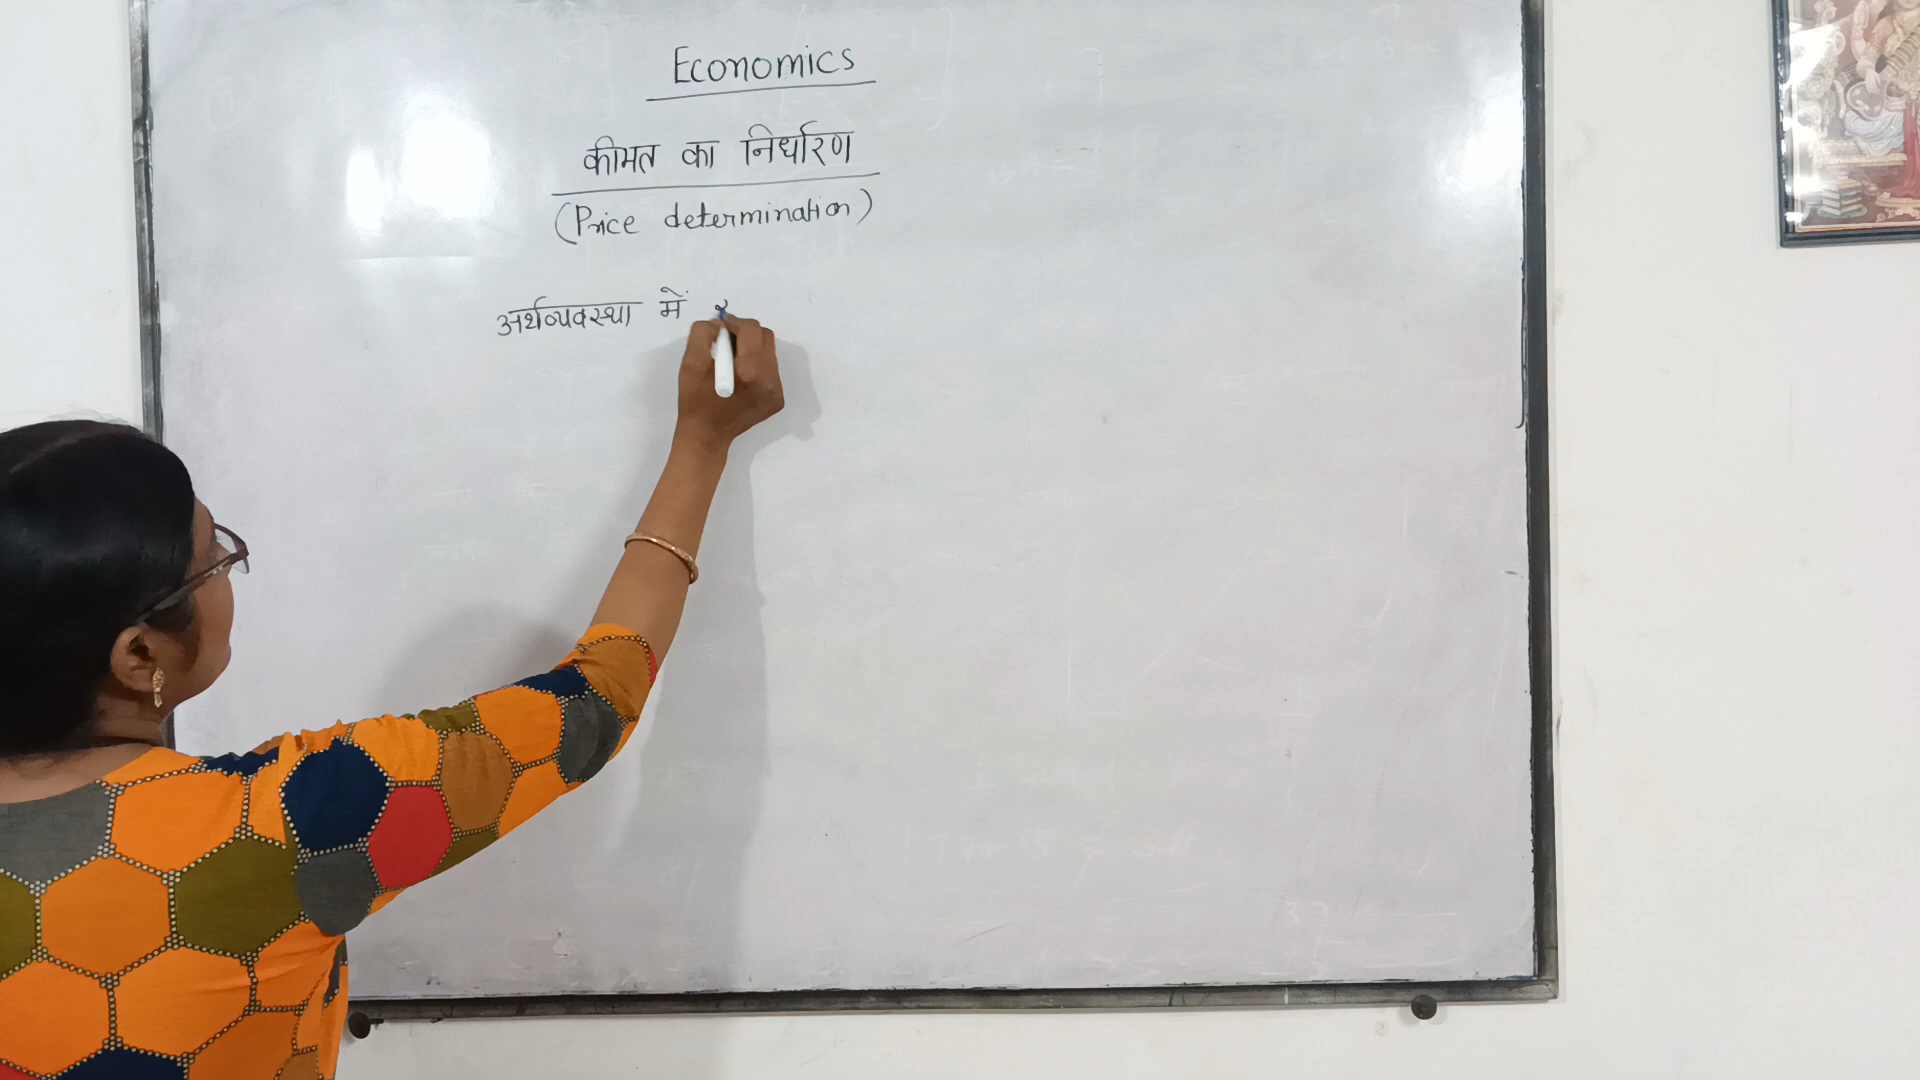 Economics
कीमत का निर्धारण
(Price determination)
अर्थव्यवस्था में